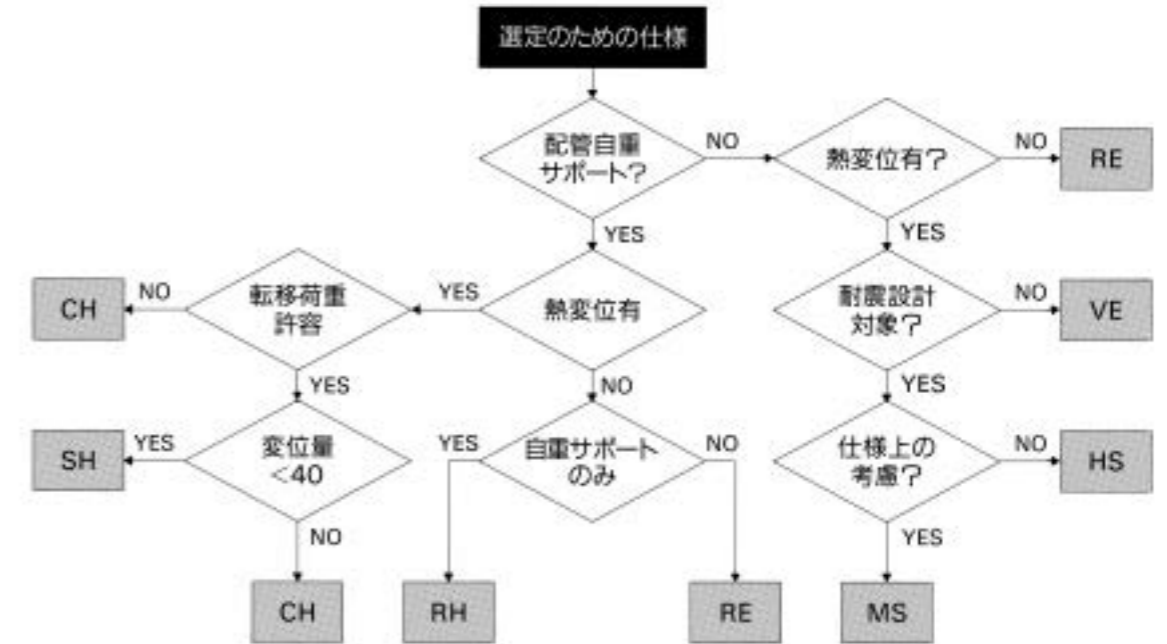 選定のための仕様
配管自重
サポート?
NO
熱変位有?
NO
RE
YES
YES
CH
NO
転移荷重
許容
YES
熱変位有
耐震設計
対象?
NO
VE
YES
NO
YES
SH
YES
変位量
<40
YES
自重サポート
のみ
NO
仕様上の
考慮?
NO
HS
NO
YES
CH
RH
RE
MS